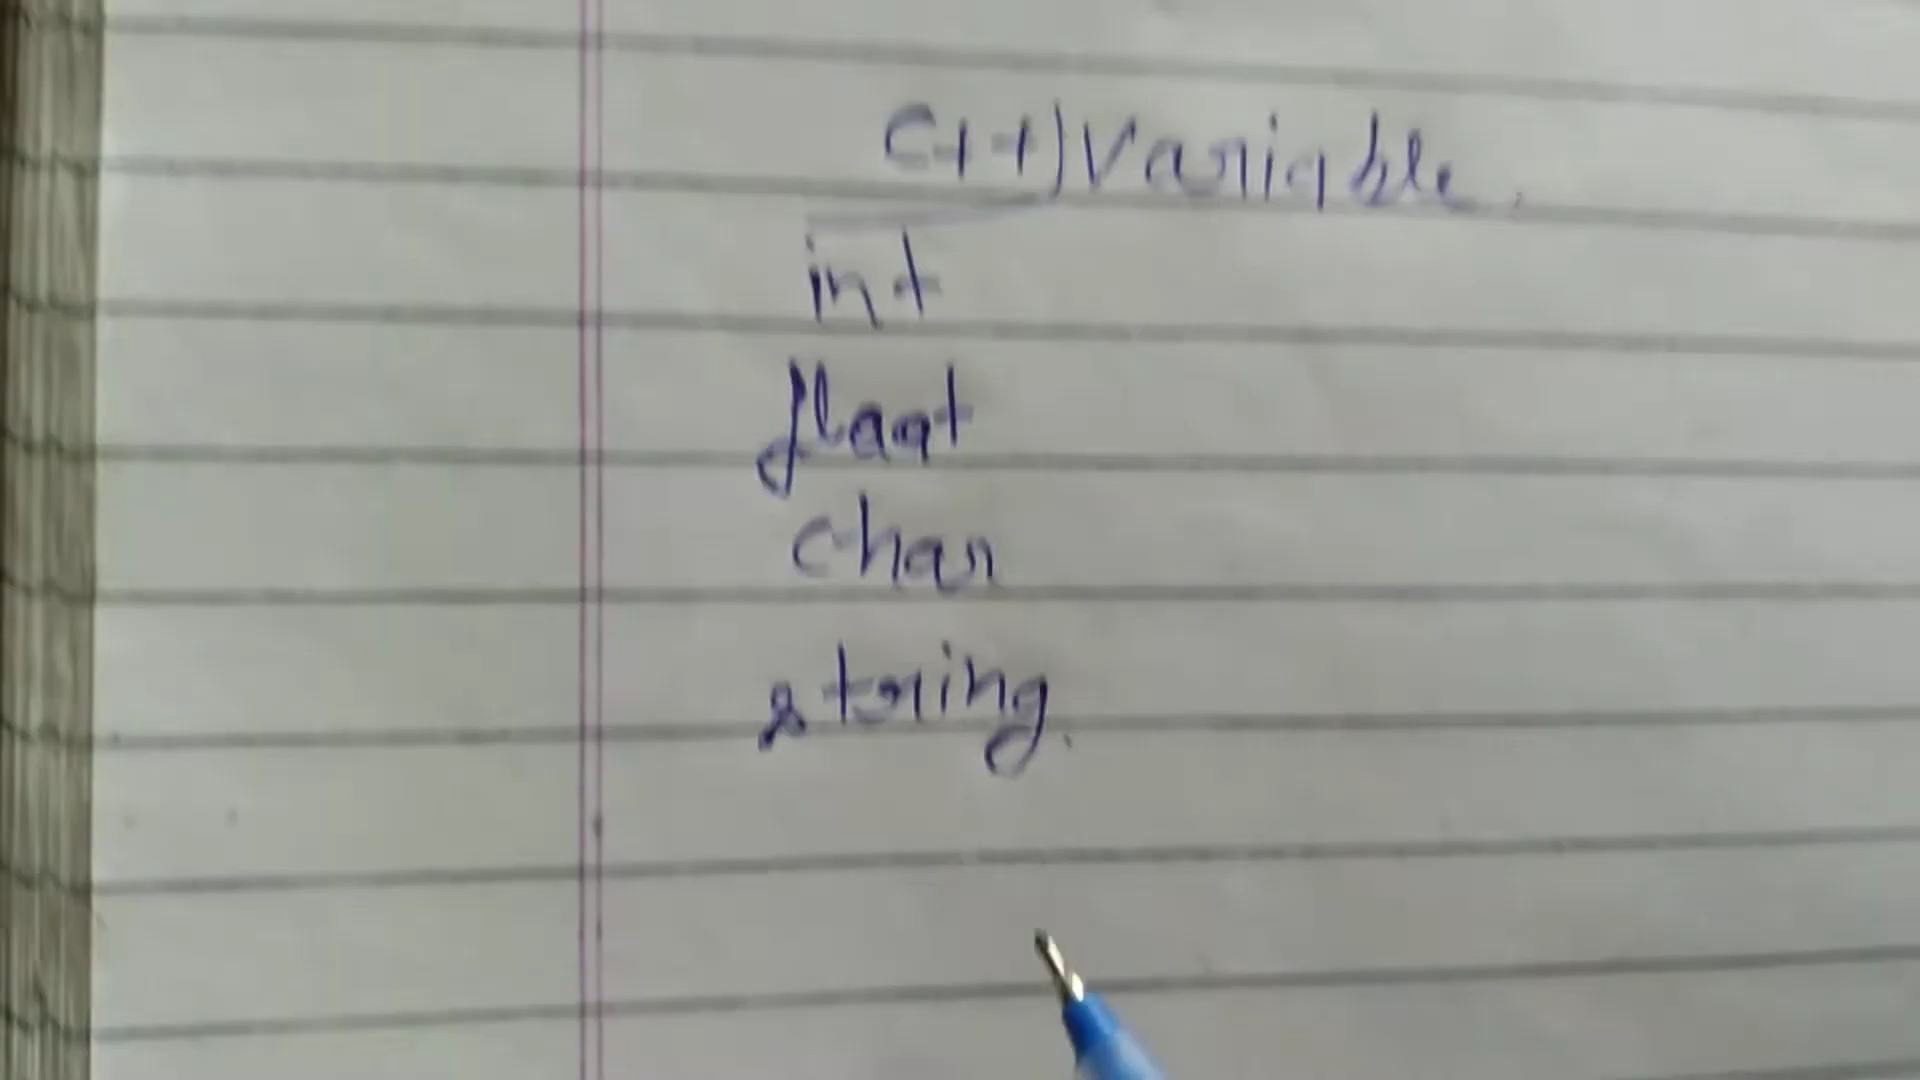 C++) Variable.
int
float
char
string.